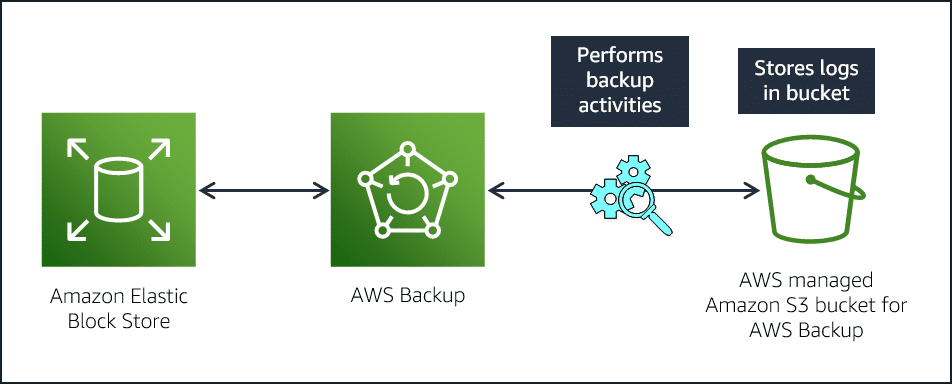 Performs
backup
activities
Stores logs
in bucket
Amazon Elastic
Block Store
AWS Backup
AWS managed
Amazon S3 bucket for
AWS Backup